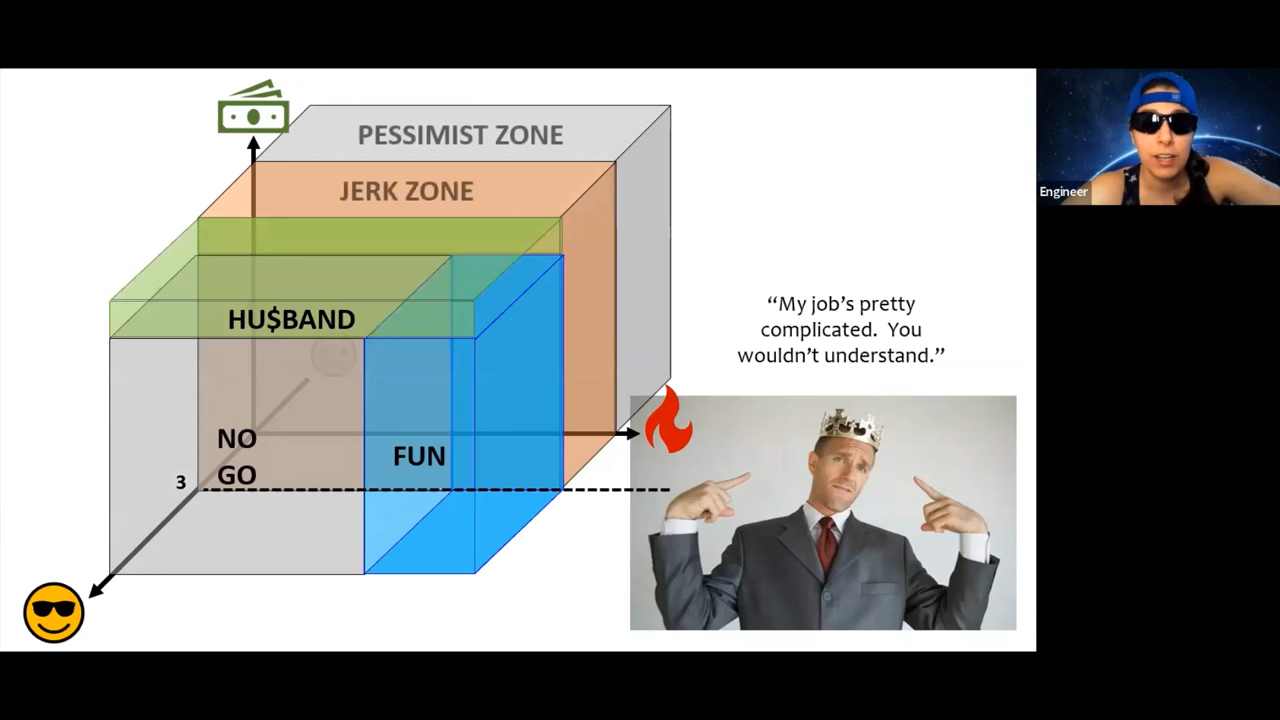 PESSIMIST ZONE
JERK ZONE
HU$BAND
NO
GO
FUN
3
“My job’s pretty
complicated.  You
wouldn’t understand.”
Engineer